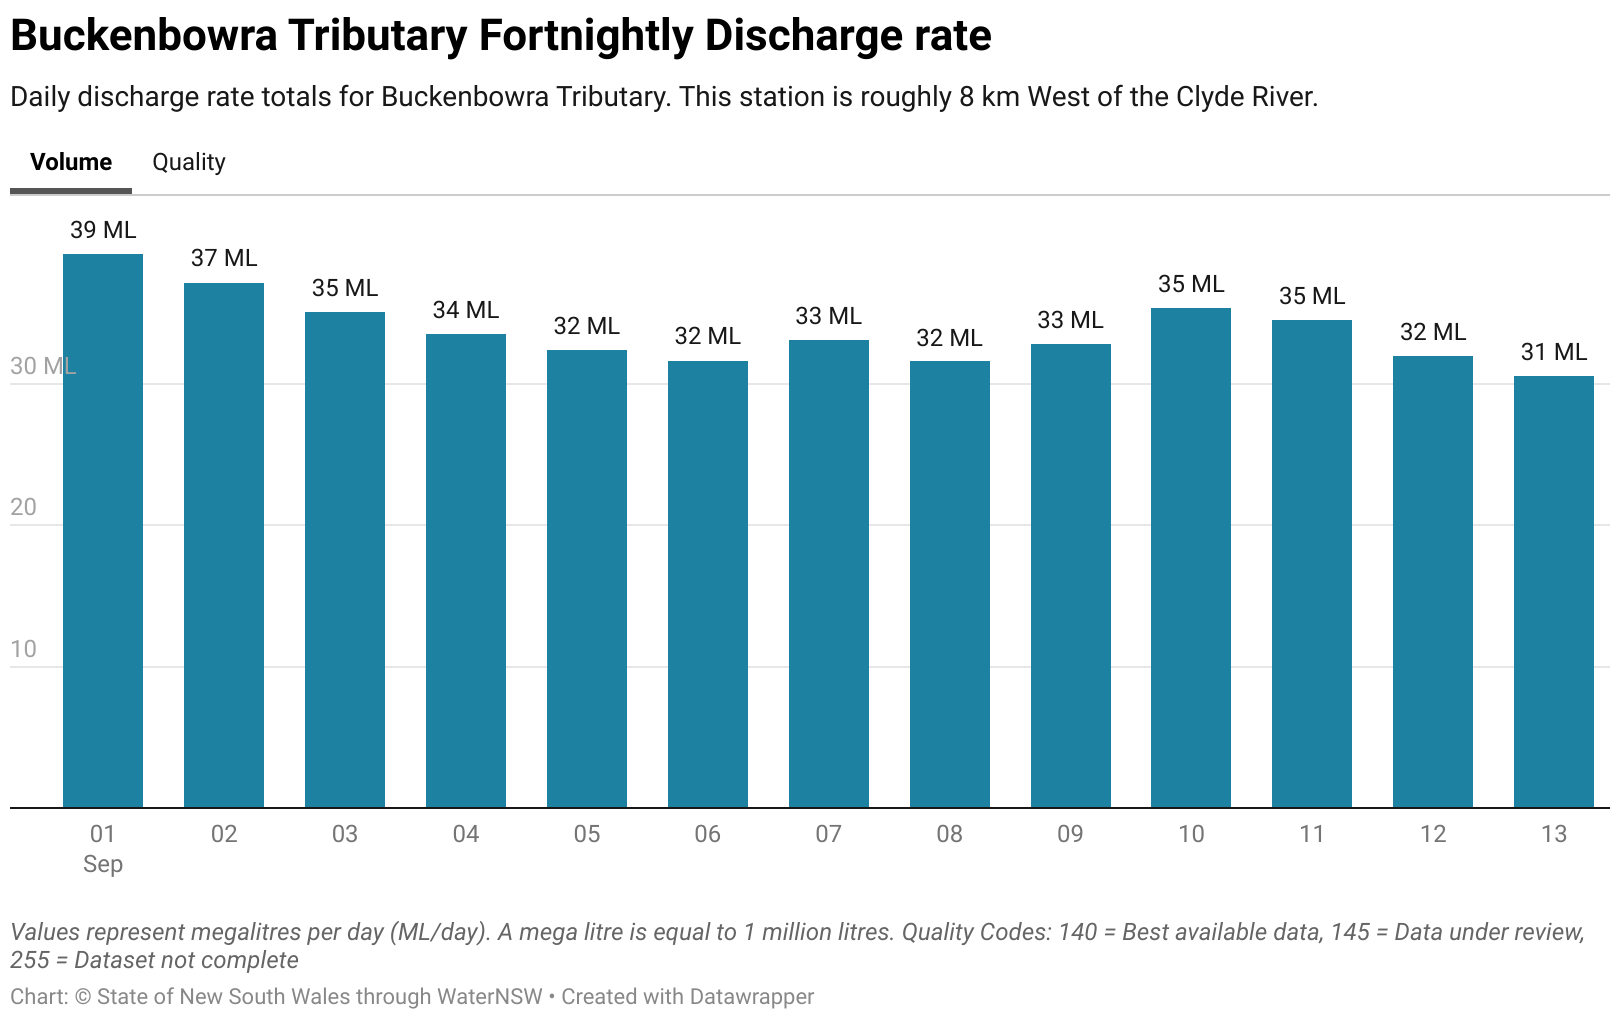 Buckenbowra Tributary Fortnightly Discharge rate
Daily discharge rate totals for Buckenbowra Tributary. This station is roughly 8 km West of the Clyde River.
Volume Quality
39 ML
37 ML
35 ML
34 ML
32 ML
32 ML
33 ML
32 ML
33 ML
35 ML
35 ML
32 ML
31 ML
30 ML
20
10
01 02 03 04 05 06 07 08 09 10 11 12 13
Sep
Values represent megalitres per day (ML/day). A mega litre is equal to 1 million litres. Quality Codes: 140 = Best available data, 145 = Data under review,
255 = Dataset not complete
Chart: © State of New South Wales through WaterNSW • Created with Datawrapper